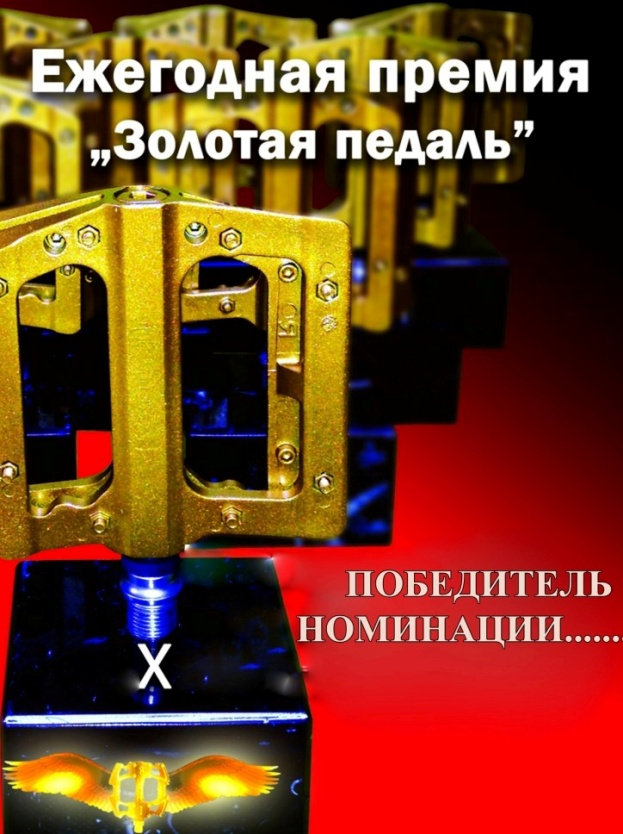 Ежегодная премия
„Золотая педаль”
ПОБЕДИТЕЛЬ
НОМИНАЦИИ.......
X